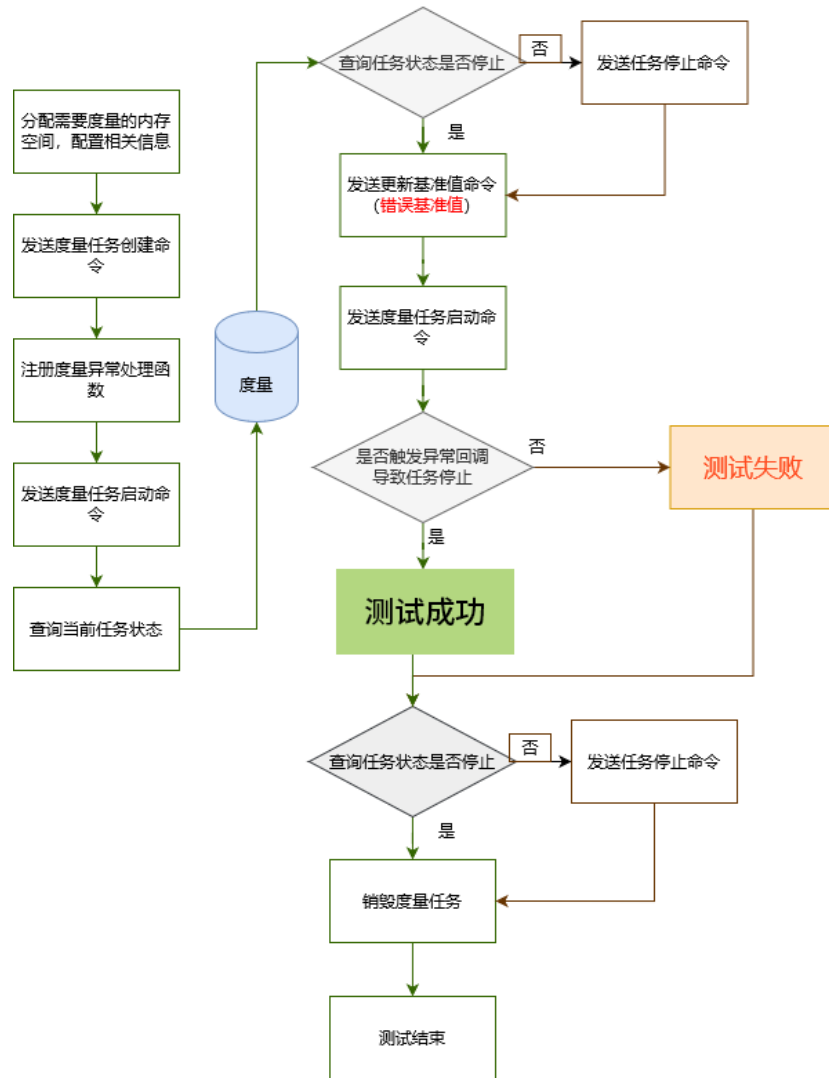 分配需要度量的内存
空间，配置相关信息
发送度量任务创建命
令
注册度量异常处理函
数
发送度量任务启动命
令
查询当前任务状态
度量
查询任务状态是否停止
否
发送任务停止命令
是
发送更新基准值命令
(错误基准值)
发送度量任务启动命
令
是否触发异常回调
导致任务停止
否
测试失败
是
测试成功
查询任务状态是否停止
否
发送任务停止命令
是
销毁度量任务
测试结束